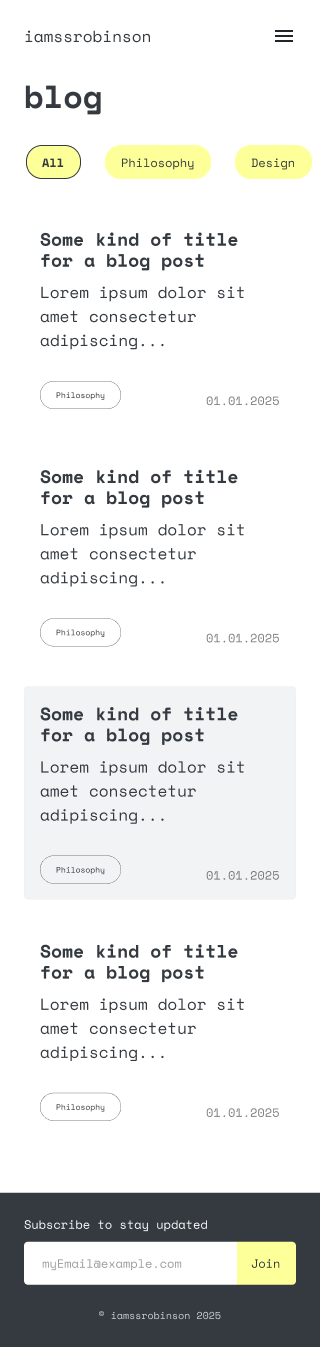 iamssrobinson
blog
All Philosophy Design
Some kind of title
for a blog post
Lorem ipsum dolor sit
amet consectetur
adipiscing...
Philosophy 01.01.2025
Some kind of title
for a blog post
Lorem ipsum dolor sit
amet consectetur
adipiscing...
Philosophy 01.01.2025
Some kind of title
for a blog post
Lorem ipsum dolor sit
amet consectetur
adipiscing...
Philosophy 01.01.2025
Some kind of title
for a blog post
Lorem ipsum dolor sit
amet consectetur
adipiscing...
Philosophy 01.01.2025
Subscribe to stay updated
myEmail@example.com Join
© iamssrobinson 2025